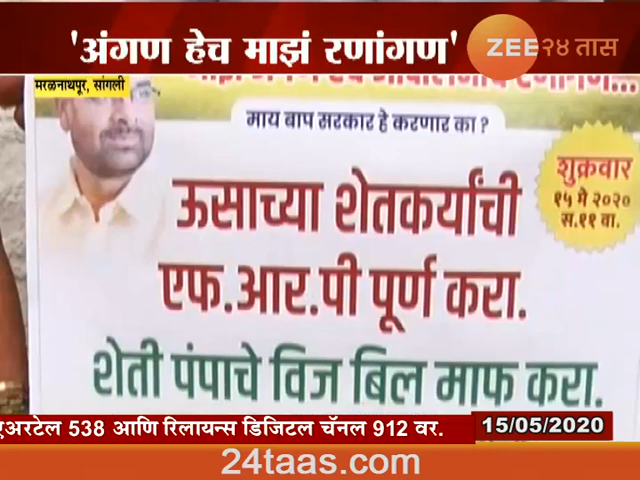 'अंगण हेच माझं रणांगण'
ZEE २४ तास
मरळनाथपूर, सांगली
माय बाप सरकार हे करणार का ?
शुक्रवार
१५ मे २०२०
स.११ वा.
ऊसाच्या शेतकर्यांची
एफ.आर.पी पूर्ण करा.
शेती पंपाचे विज बिल माफ करा.
एअरटेल 538 आणि रिलायन्स डिजिटल चॅनल 912 वर.
15/05/2020
24taas.com